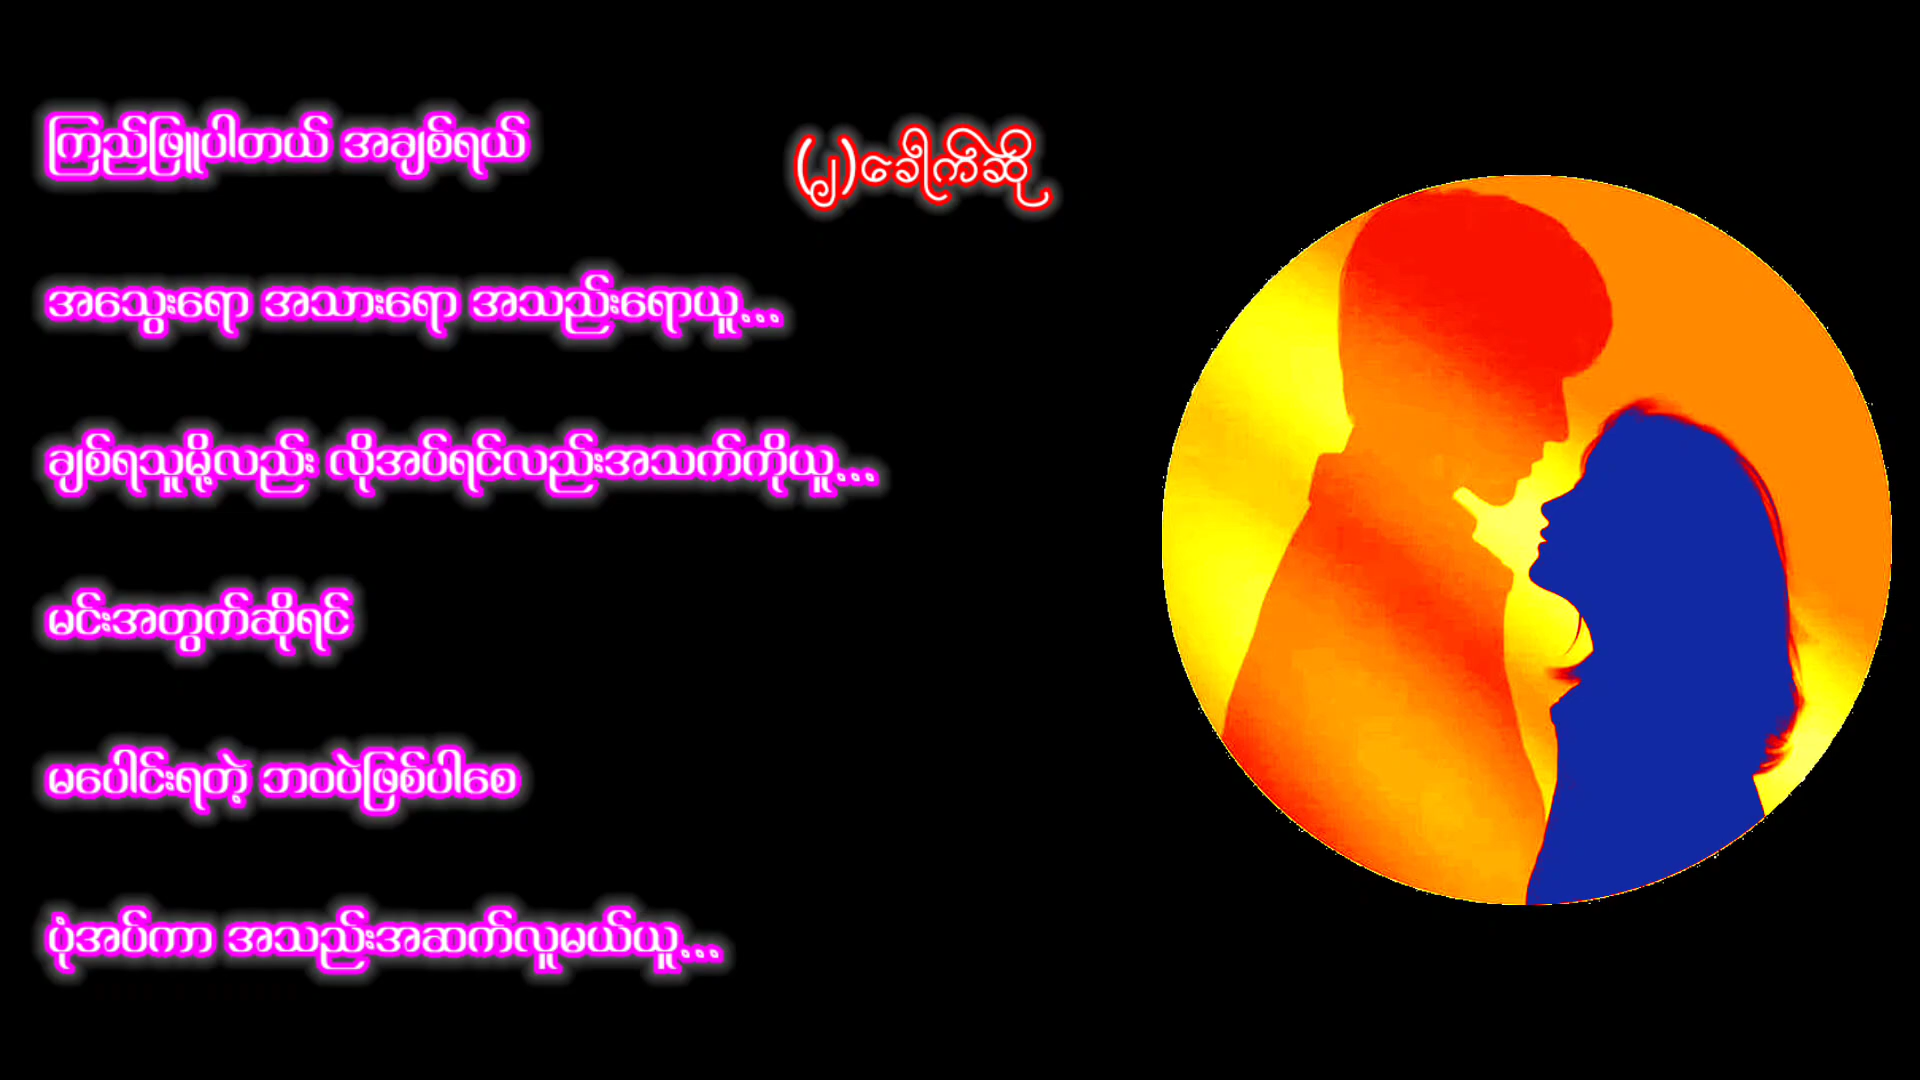 ကြည်ဖြူပါတယ် အချစ်ရယ်
(၂)ခေါက်ဆို
အသွေးရော အသားရော အသည်းရောယူ...
ချစ်ရသူမို့လည်း လိုအပ်ရင်လည်းအသက်ကိုယူ...
မင်းအတွက်ဆိုရင်
မပေါင်းရတဲ့ ဘဝပဲဖြစ်ပါစေ
ပုံအပ်ကာ အသည်းအဆက်လူမယ်ယူ...